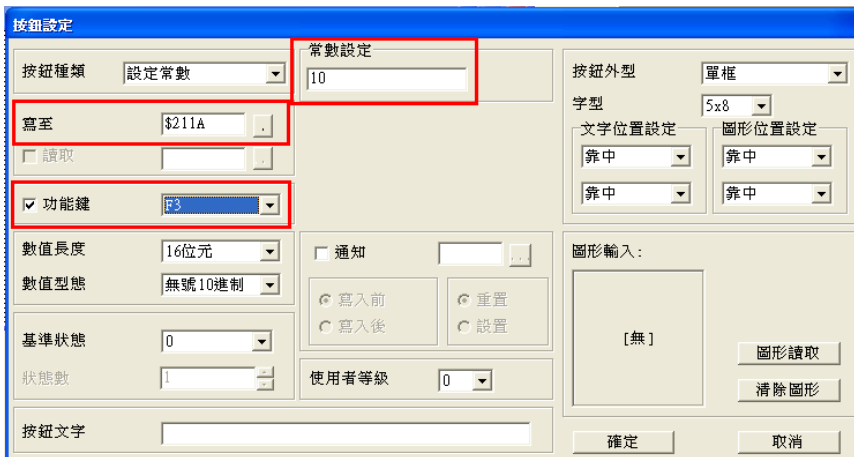 按鈕設定
按鈕種類 設定常數
常數設定
10
寫至 $211A .
讀取 .
功能鍵 F3
數值長度 16位元
數值型態 無號10進制
基準狀態 0
狀態數 1
通知 ...
寫入前 重置
寫入後 設置
使用者等級 0
按鈕文字
按鈕外型 單框
字型 5x8
文字位置設定 圖形位置設定
靠中 靠中
靠中 靠中
圖形輸入:
[無]
圖形讀取
清除圖形
確定 取消